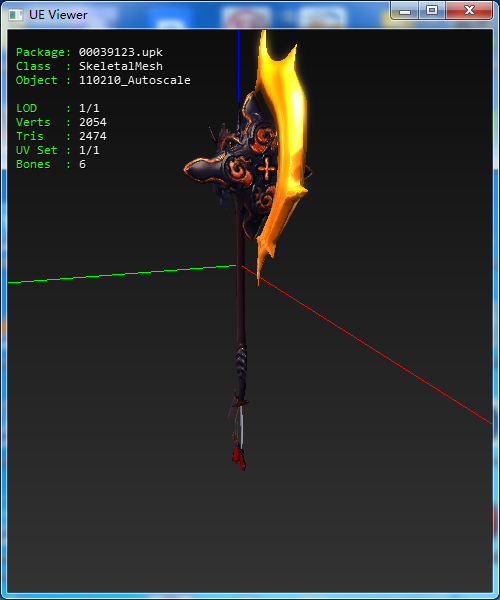 UE Viewer
Package: 00039123.upk
Class  : SkeletalMesh
Object : 110210_Autoscale
LOD    : 1/1
Verts  : 2054
Tris   : 2474
UV Set : 1/1
Bones  : 6